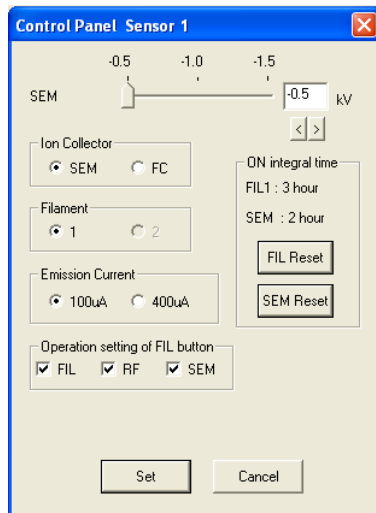 Control Panel Sensor 1
-0.5 -1.0 -1.5
SEM -0.5 kV
< >
Ion Collector
SEM FC
Filament
1 2
Emission Current
100uA 400uA
ON integral time
FIL1 : 3 hour
SEM : 2 hour
FIL Reset
SEM Reset
Operation setting of FIL button
FIL RF SEM
Set Cancel